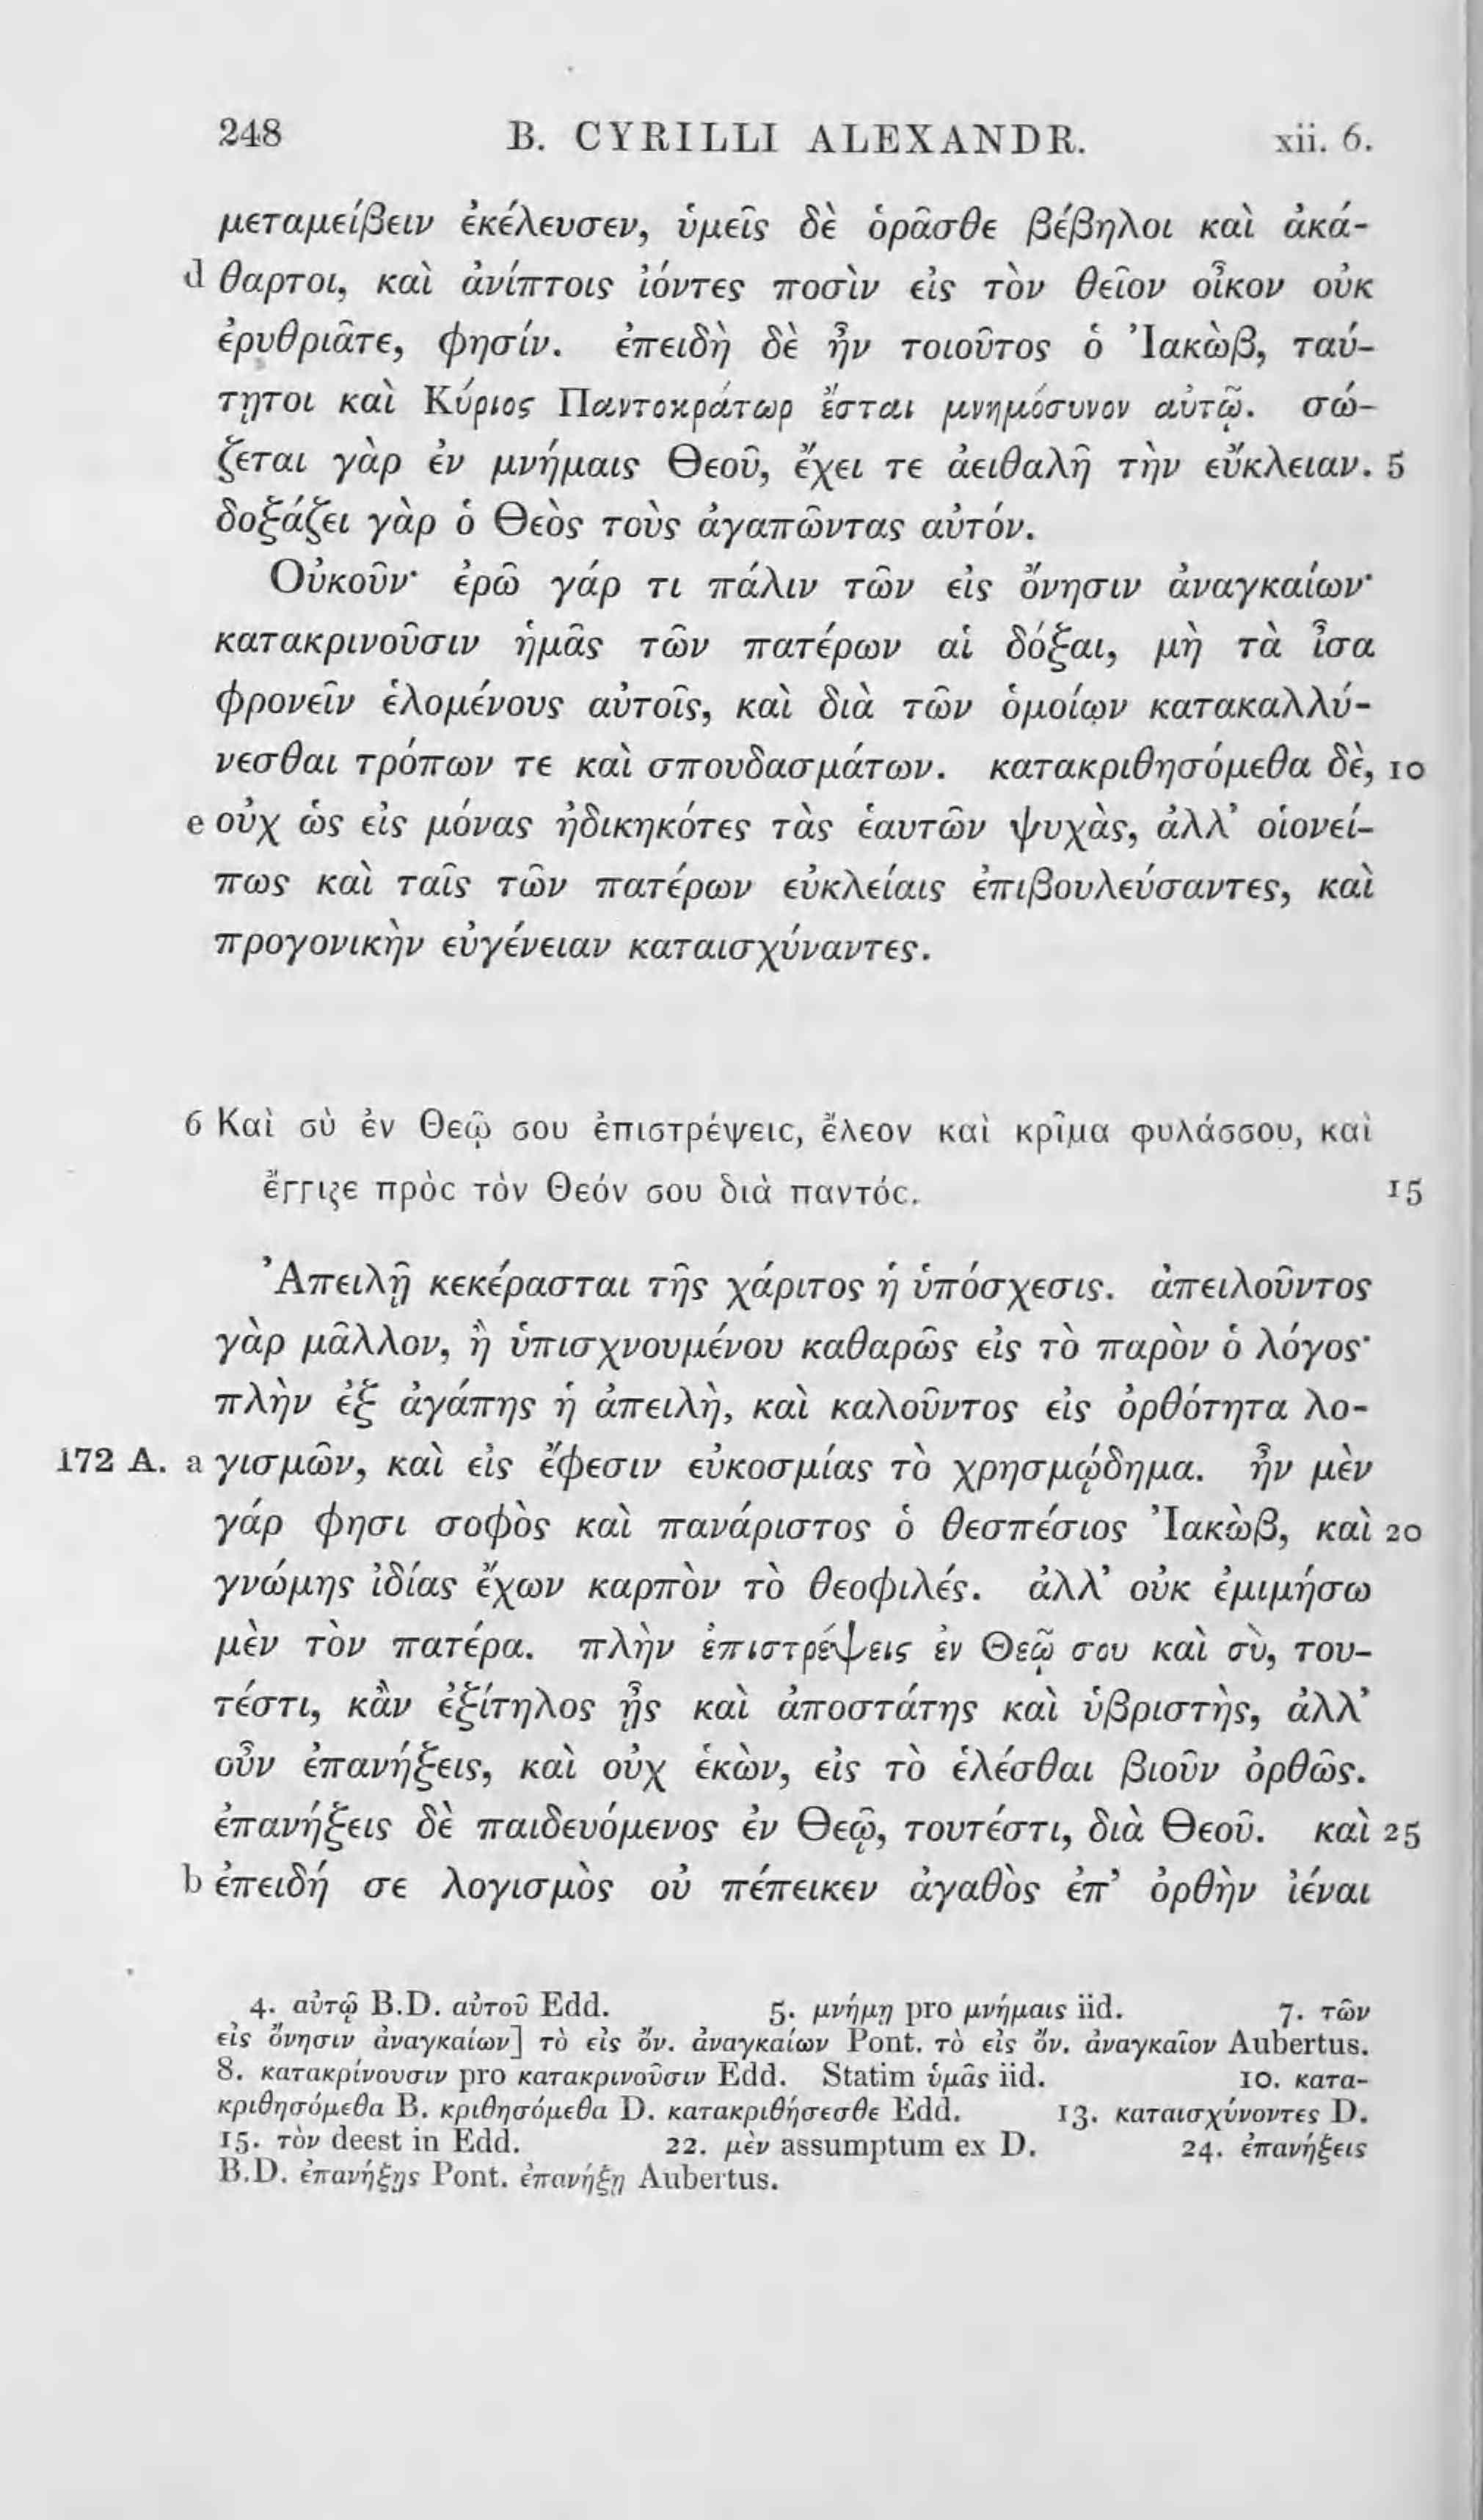 248 B. CYRILLI ALEXANDR. xii. 6.
μεταμείβειν ἐκέλευσεν, ὑμεῖς δὲ ὁρᾶσθε βέβηλοι καὶ ἀκά-
d θαρτοι, καὶ ἀνίπτοις ἰόντες ποσὶν εἰς τὸν θεῖον οἶκον οὐκ
ἐρυθριᾶτε, φησίν. ἐπειδὴ δὲ ἦν τοιοῦτος ὁ Ἰακὼβ, ταύ-
τῃτοι καὶ Κύριος Παντοκράτωρ ἔσται μνημόσυνον αὐτῷ. σώ-
ζεται γὰρ ἐν μνήμαις Θεοῦ, ἔχει τε ἀειθαλῆ τὴν εὔκλειαν. 5
δοξάζει γὰρ ὁ Θεὸς τοὺς ἀγαπῶντας αὐτόν.
Οὐκοῦν· ἐρῶ γάρ τι πάλιν τῶν εἰς ὄνησιν ἀναγκαίων·
κατακρινοῦσιν ἡμᾶς τῶν πατέρων αἱ δόξαι, μὴ τὰ ἶσα
φρονεῖν ἑλομένους αὐτοῖς, καὶ διὰ τῶν ὁμοίων κατακαλλύ-
νεσθαι τρόπων τε καὶ σπουδασμάτων. κατακριθησόμεθα δὲ, 10
e οὐχ ὡς εἰς μόνας ἠδικηκότες τὰς ἑαυτῶν ψυχὰς, ἀλλ’ οἱονεί-
πως καὶ ταῖς τῶν πατέρων εὐκλείαις ἐπιβουλεύσαντες, καὶ
προγονικὴν εὐγένειαν καταισχύναντες.
6 Καὶ σὺ ἐν Θεῷ σου ἐπιστρέψεις, ἔλεον καὶ κρῖμα φυλάσσου, καὶ
ἔγγιζε πρὸς τὸν Θεόν σου διὰ παντός. 15
Ἀπειλῇ κεκέρασται τῆς χάριτος ἡ ὑπόσχεσις. ἀπειλοῦντος
γὰρ μᾶλλον, ἢ ὑπισχνουμένου καθαρῶς εἰς τὸ παρὸν ὁ λόγος·
πλὴν ἐξ ἀγάπης ἡ ἀπειλὴ, καὶ καλοῦντος εἰς ὀρθότητα λο-
172 A. a γισμῶν, καὶ εἰς ἔφεσιν εὐκοσμίας τὸ χρησμῴδημα. ἦν μὲν
γάρ φησι σοφὸς καὶ πανάριστος ὁ θεσπέσιος Ἰακὼβ, καὶ 20
γνώμης ἰδίας ἔχων καρπὸν τὸ θεοφιλές. ἀλλ’ οὐκ ἐμιμήσω
μὲν τὸν πατέρα. πλὴν ἐπιστρέψεις ἐν Θεῷ σου καὶ σὺ, του-
τέστι, κἂν ἐξίτηλος ᾖς καὶ ἀποστάτης καὶ ὑβριστὴς, ἀλλ’
οὖν ἐπανήξεις, καὶ οὐχ ἑκὼν, εἰς τὸ ἑλέσθαι βιοῦν ὀρθῶς.
ἐπανήξεις δὲ παιδευόμενος ἐν Θεῷ, τουτέστι, διὰ Θεοῦ. καὶ 25
b ἐπειδή σε λογισμὸς οὐ πέπεικεν ἀγαθὸς ἐπ’ ὀρθὴν ἰέναι
4. αὐτῷ B.D. αὐτοῦ Edd. 5. μνήμῃ pro μνήμαις iid. 7. τῶν
εἰς ὄνησιν ἀναγκαίων] τὸ εἰς ὄν. ἀναγκαίων Pont. τὸ εἰς ὄν. ἀναγκαῖον Aubertus.
8. κατακρίνουσιν pro κατακρινοῦσιν Edd. Statim ὑμᾶς iid. 10. κατα-
κριθησόμεθα B. κριθησόμεθα D. κατακριθήσεσθε Edd. 13. καταισχύνοντες D.
15. τὸν deest in Edd. 22. μὲν assumptum ex D. 24. ἐπανήξεις
B.D. ἐπανήξῃς Pont. ἐπανήξῃ Aubertus.